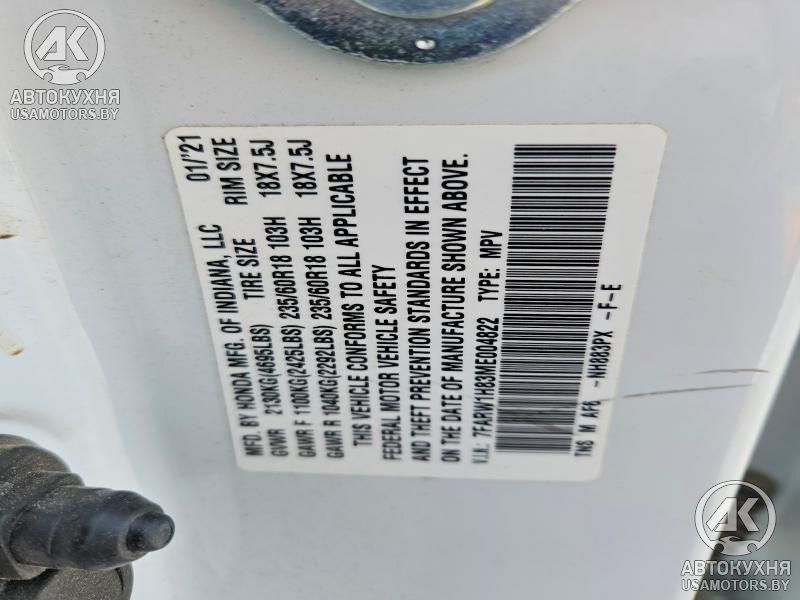 AK
АВТОКУХНЯ
USAMOTORS.BY
MFD. BY HONDA MFG. OF INDIANA, LLC 01/'21
GVWR 2130KG(4695LBS) TIRE SIZE RIM SIZE
GAWR F 1100KG(2425LBS) 235/60R18 103H 18X7.5J
GAWR R 1040KG(2292LBS) 235/60R18 103H 18X7.5J
THIS VEHICLE CONFORMS TO ALL APPLICABLE
FEDERAL MOTOR VEHICLE SAFETY
AND THEFT PREVENTION STANDARDS IN EFFECT
ON THE DATE OF MANUFACTURE SHOWN ABOVE.
V.I.N.: 7FARW1H83ME004822 TYPE: MPV
TNS M AF6 -NH883PX -F-E
AK
АВТОКУХНЯ
USAMOTORS.BY